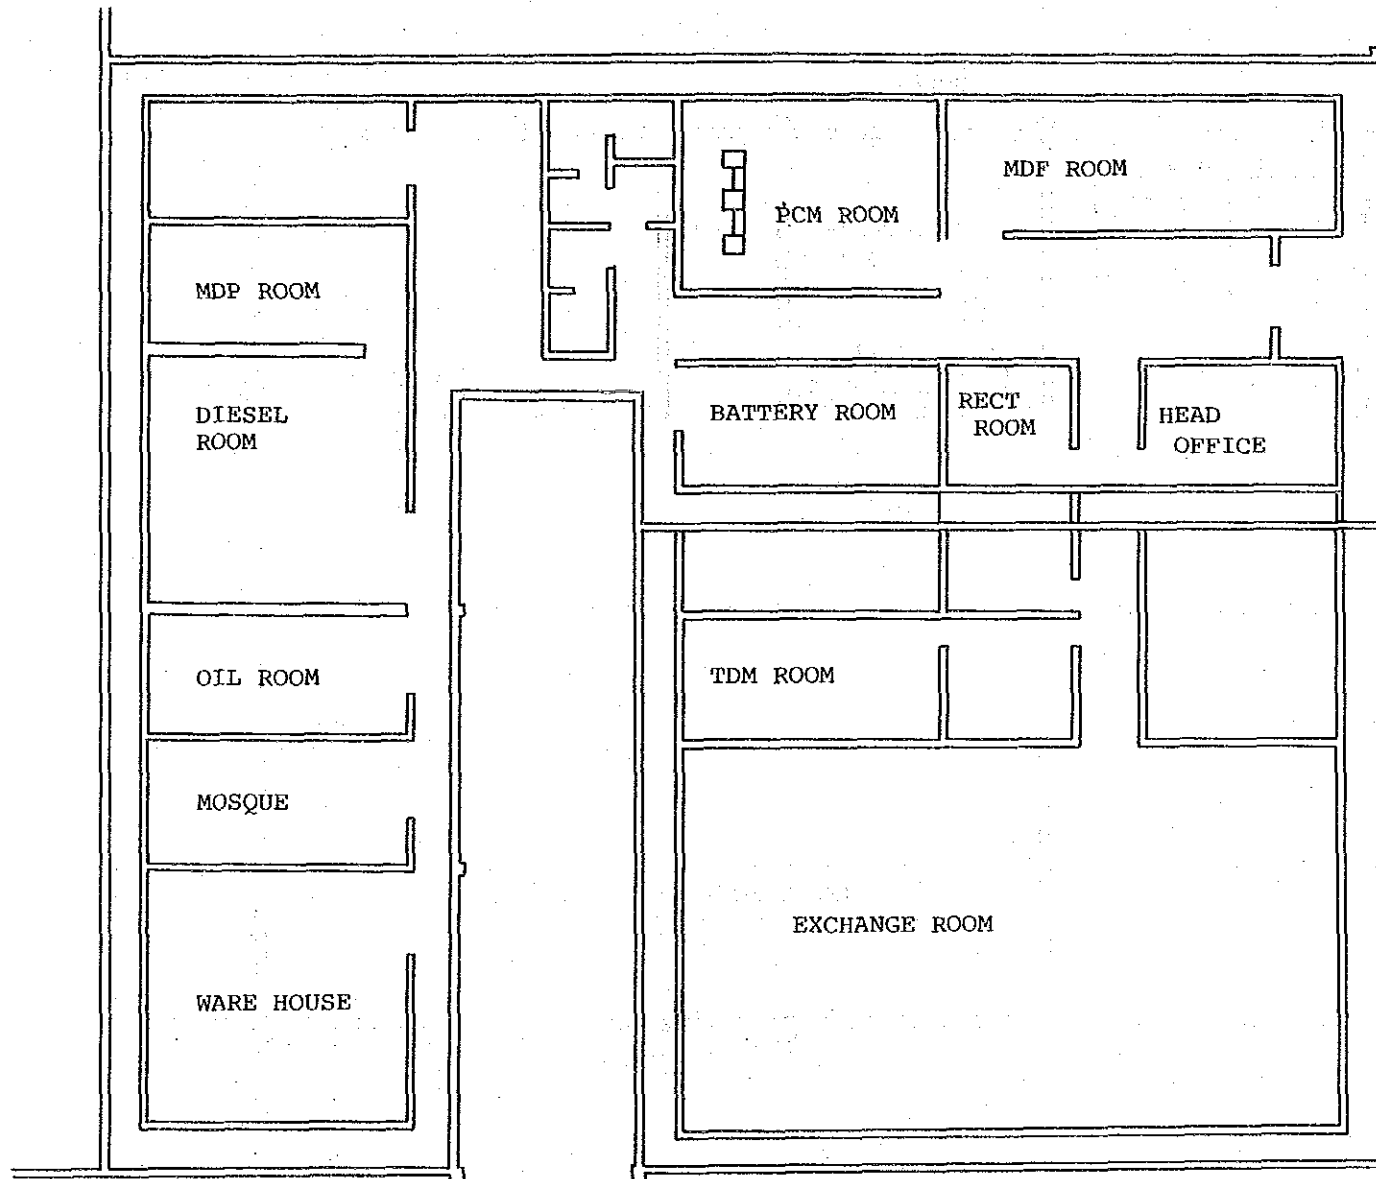 MDF ROOM
PCM ROOM
MDP ROOM
DIESEL
ROOM
BATTERY ROOM
RECT
ROOM
HEAD
OFFICE
OIL ROOM
TDM ROOM
MOSQUE
EXCHANGE ROOM
WARE HOUSE